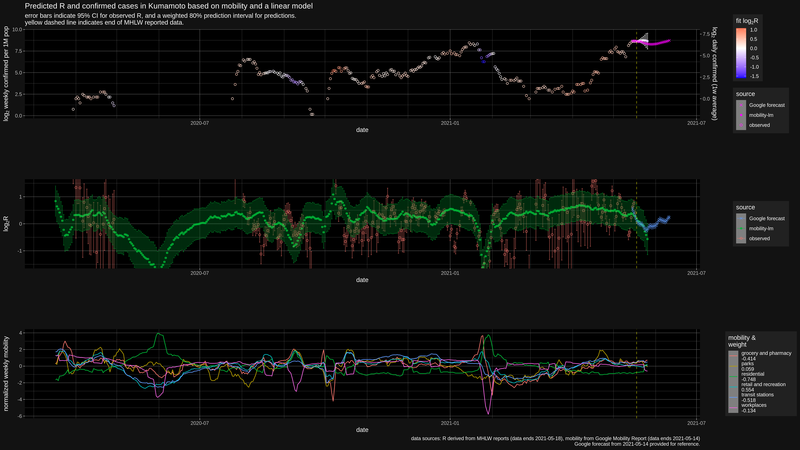 Predicted R and confirmed cases in Kumamoto based on mobility and a linear model
error bars indicate 95% CI for observed R, and a weighted 80% prediction interval for predictions.
yellow dashed line indicates end of MHLW reported data.
log₂ weekly confirmed per 1M pop
10.0
7.5
5.0
2.5
0.0
7.5
5.0
2.5
0.0
log₂ daily confirmed (1w average)
2020-07
2021-01
2021-07
date
fit log₂R
1.0
0.5
0.0
-0.5
-1.0
-1.5
source
Google forecast
mobility-lm
observed
log₂R
1
0
-1
2020-07
2021-01
2021-07
date
source
Google forecast
mobility-lm
observed
normalized weekly mobility
4
2
0
-2
-4
-6
2020-07
2021-01
2021-07
date
mobility &
weight
grocery and pharmacy
-0.414
parks
0.059
residential
-0.748
retail and recreation
0.554
transit stations
-0.518
workplaces
-0.134
data sources: R derived from MHLW reports (data ends 2021-05-18), mobility from Google Mobility Report (data ends 2021-05-14)
Google forecast from 2021-05-14 provided for reference.